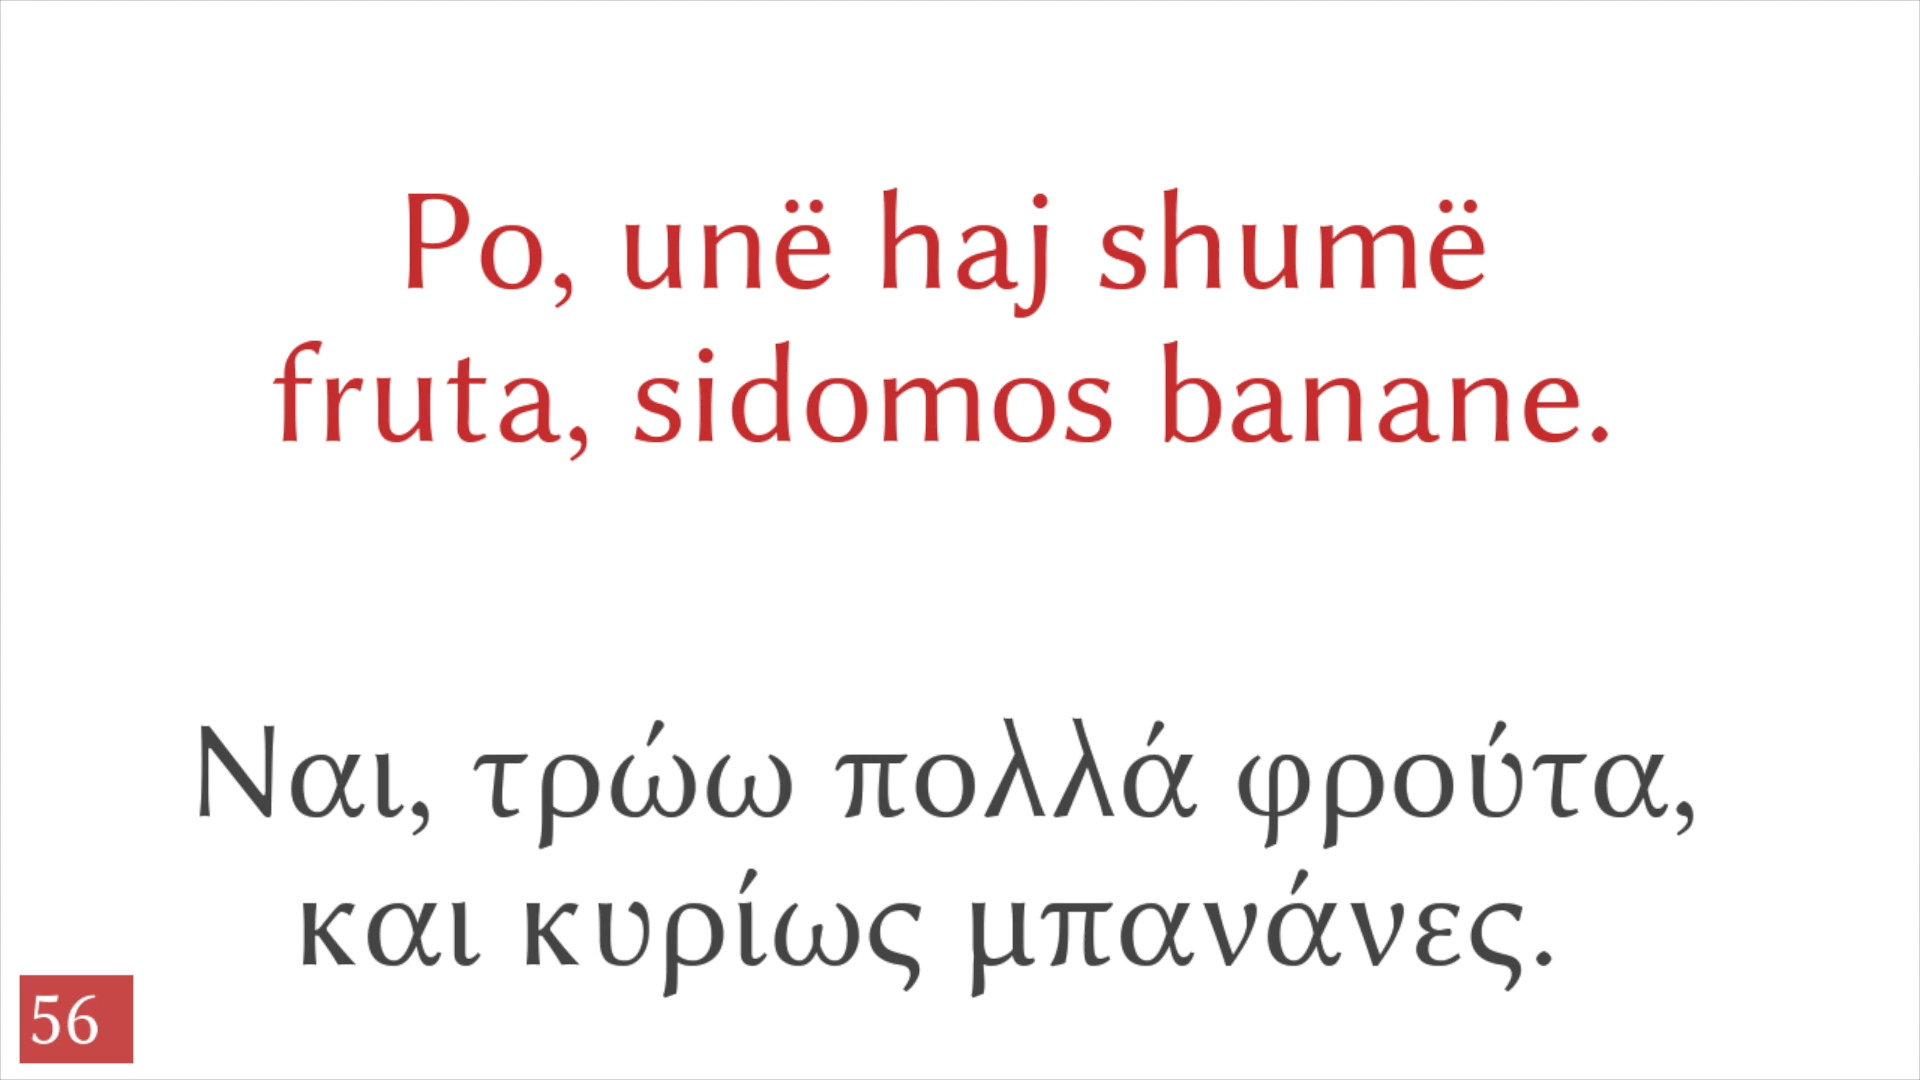 Po, unë haj shumë
fruta, sidomos banane.
Ναι, τρώω πολλά φρούτα,
και κυρίως μπανάνες.
56